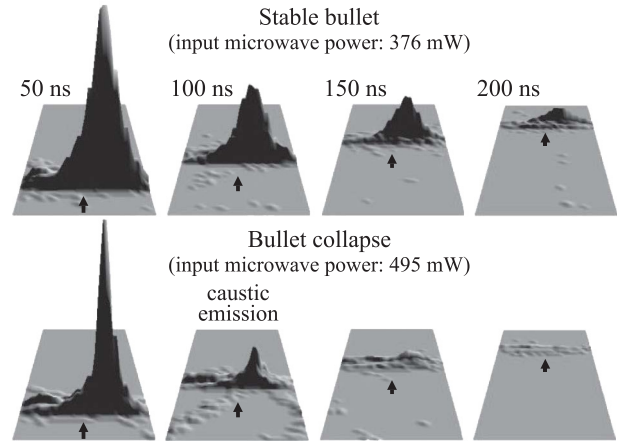 Stable bullet
(input microwave power: 376 mW)
50 ns
100 ns
150 ns
200 ns
Bullet collapse
(input microwave power: 495 mW)
caustic
emission